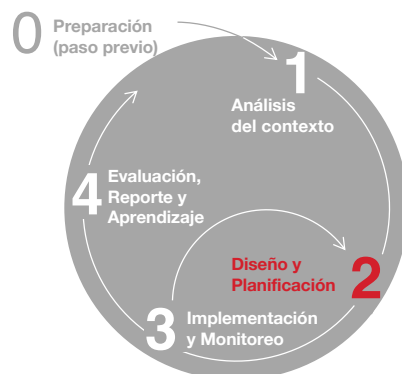 0 Preparación
(paso previo)
1
Análisis
del contexto
2
Diseño y
Planificación
3
Implementación
y Monitoreo
4
Evaluación,
Reporte y
Aprendizaje